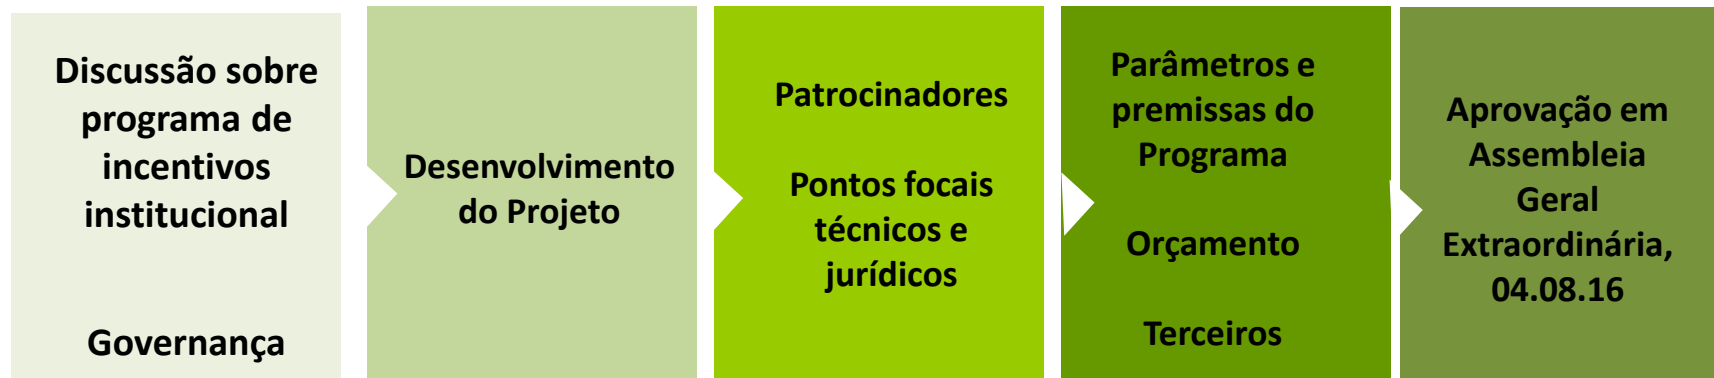 Discussão sobre
programa de
incentivos
institucional
Governança
Desenvolvimento
do Projeto
Patrocinadores
Pontos focais
técnicos e
jurídicos
Parâmetros e
premissas do
Programa
Orçamento
Terceiros
Aprovação em
Assembleia
Geral
Extraordinária,
04.08.16